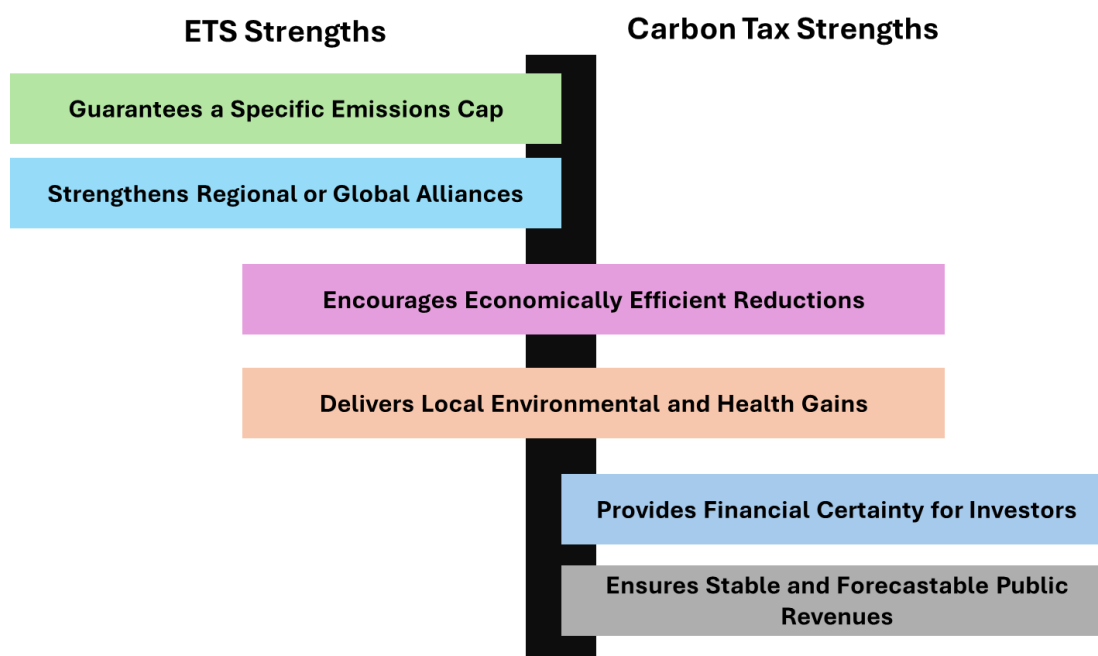 ETS Strengths
Carbon Tax Strengths
Guarantees a Specific Emissions Cap
Strengthens Regional or Global Alliances
Encourages Economically Efficient Reductions
Delivers Local Environmental and Health Gains
Provides Financial Certainty for Investors
Ensures Stable and Forecastable Public
Revenues